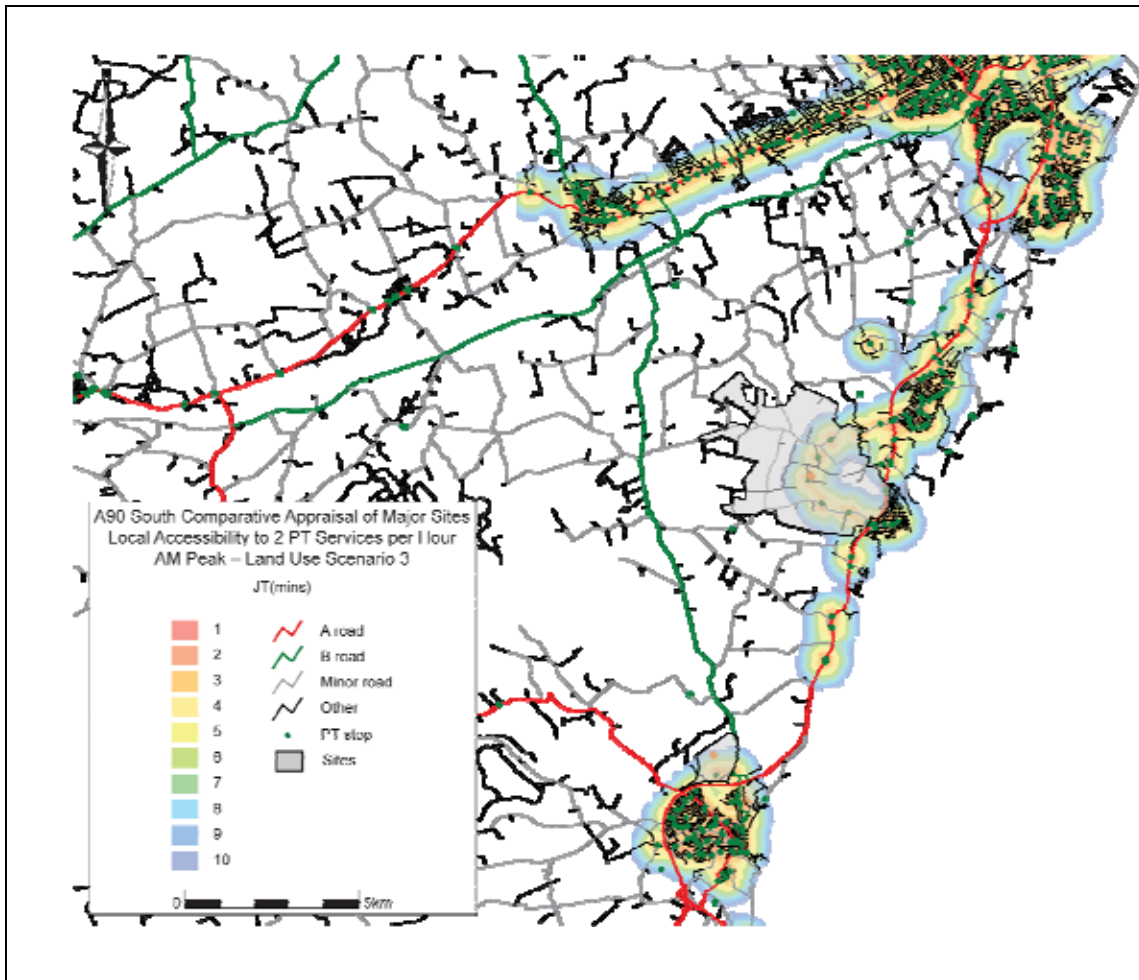 A90 South Comparative Appraisal of Major Sites
Local Accessibility to 2 PT Services per Hour
AM Peak – Land Use Scenario 3
JT(mins)
1
2
3
4
5
6
7
8
9
10
A road
B road
Minor road
Other
PT stop
Sites
0 5km